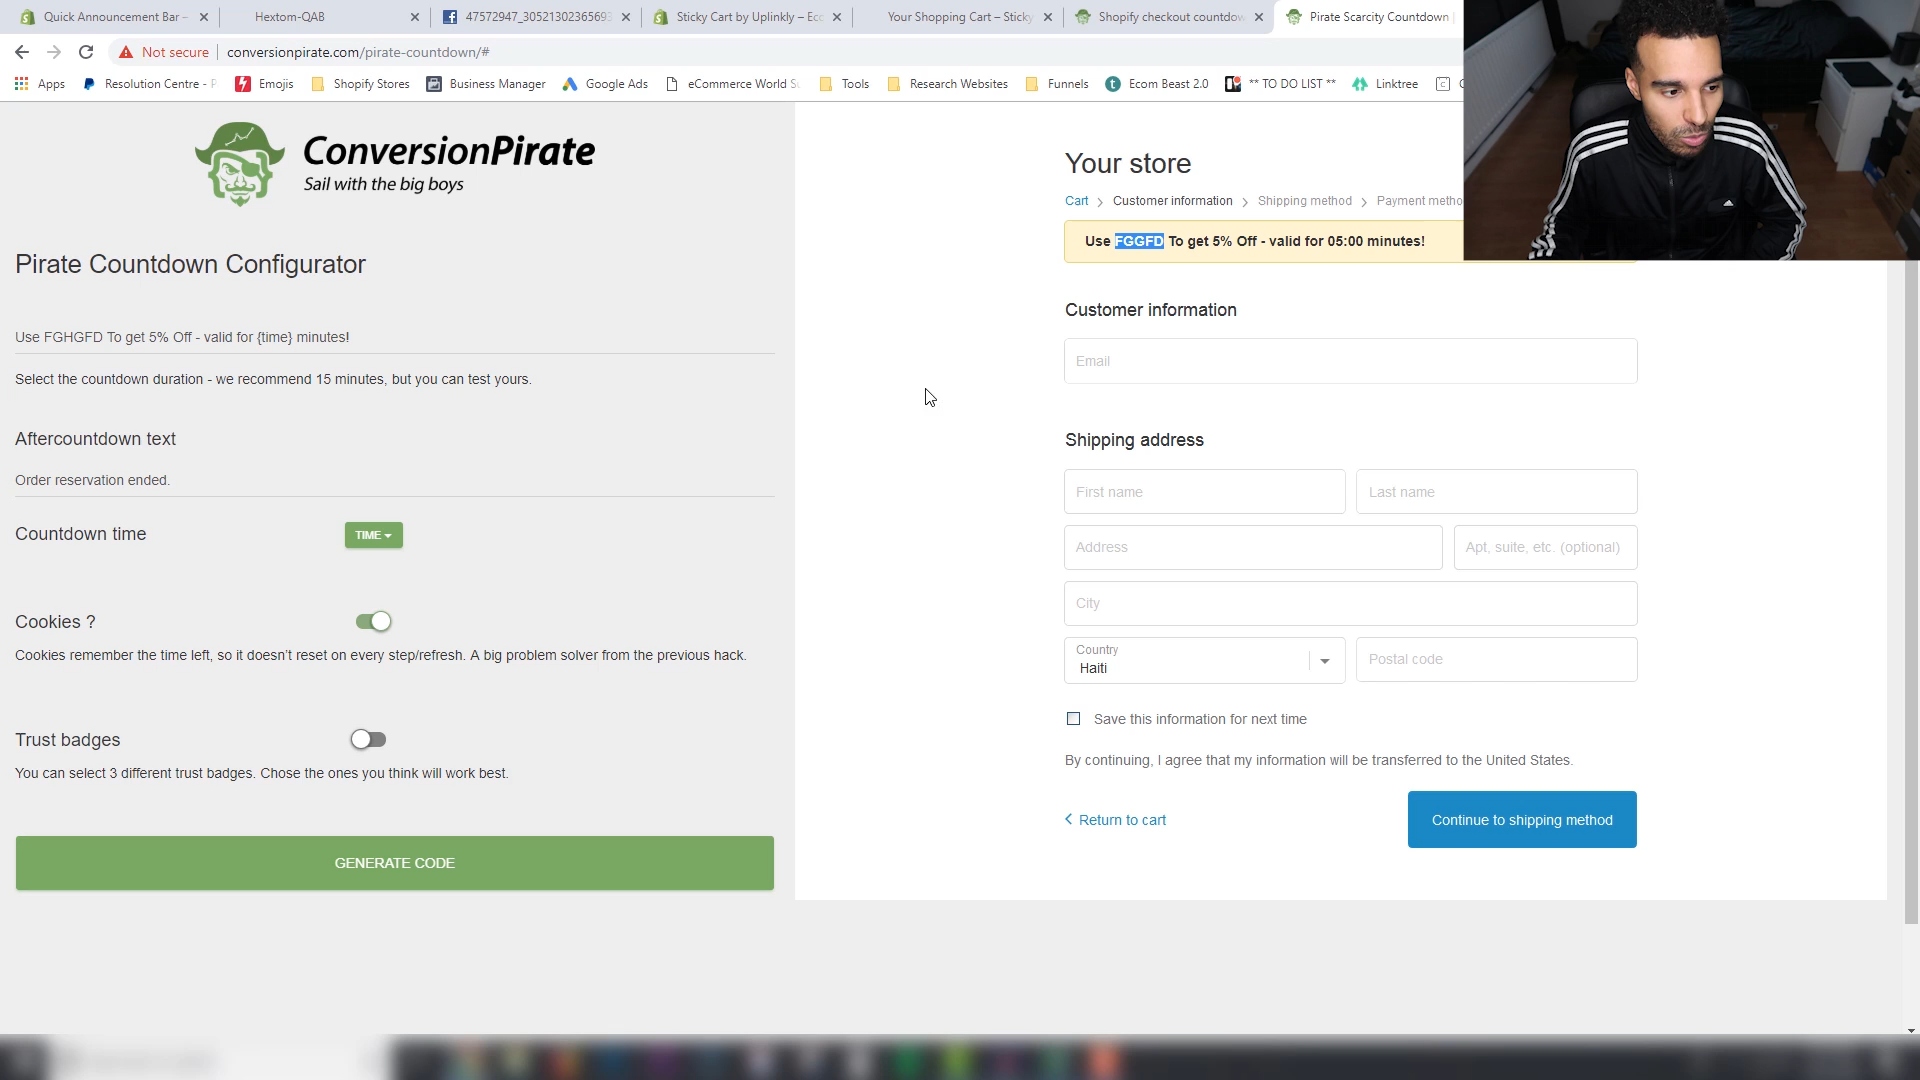 Quick Announcement Bar –
Hextom-QAB
47572947_30521302365693
Sticky Cart by Uplinkly – Ecc
Your Shopping Cart – Sticky
Shopify checkout countdow
Pirate Scarcity Countdown |
Not secure
conversionpirate.com/pirate-countdown/#
Apps
Resolution Centre - P
Emojis
Shopify Stores
Business Manager
Google Ads
eCommerce World S
Tools
Research Websites
Funnels
Ecom Beast 2.0
** TO DO LIST **
Linktree
ConversionPirate
Sail with the big boys
Pirate Countdown Configurator
Use FGHGFD To get 5% Off - valid for {time} minutes!
Select the countdown duration - we recommend 15 minutes, but you can test yours.
Aftercountdown text
Order reservation ended.
Countdown time
TIME
Cookies ?
Cookies remember the time left, so it doesn't reset on every step/refresh. A big problem solver from the previous hack.
Trust badges
You can select 3 different trust badges. Chose the ones you think will work best.
GENERATE CODE
Your store
Cart
Customer information
Shipping method
Payment metho
Use FGGFD To get 5% Off - valid for 05:00 minutes!
Customer information
Email
Shipping address
First name
Last name
Address
Apt, suite, etc. (optional)
City
Country
Haiti
Postal code
Save this information for next time
By continuing, I agree that my information will be transferred to the United States.
Return to cart
Continue to shipping method